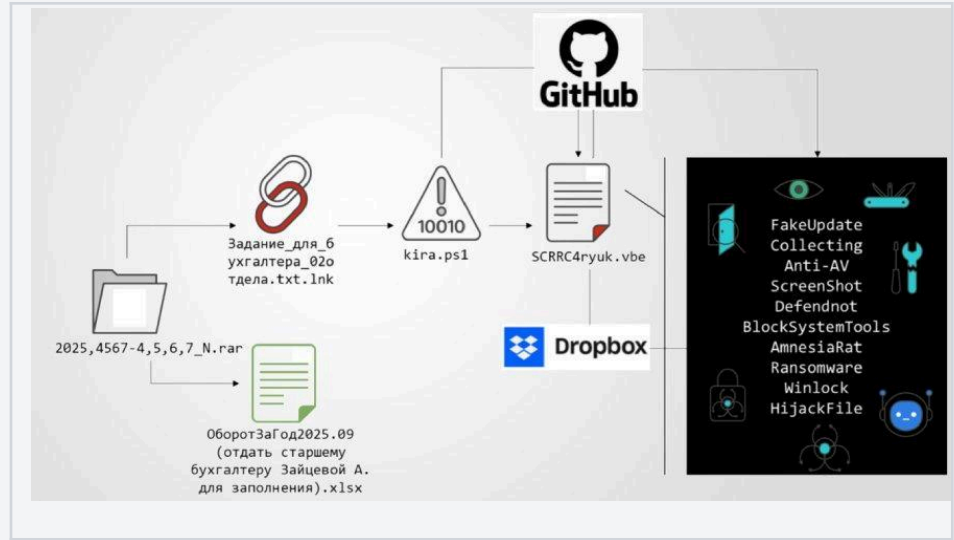 GitHub
10010
Задание_для_б
ухгалтера_02о
тдела.txt.lnk
kira.ps1
SCRRC4ryuk.vbe
2025,4567-4,5,6,7_N.rar
Dropbox
ОборотЗаГод2025.09
(отдать старшему
бухгалтеру Зайцевой А.
для заполнения).xlsx
FakeUpdate
Collecting
Anti-AV
ScreenShot
Defendnot
BlockSystemTools
AmnesiaRat
Ransomware
Winlock
HijackFile